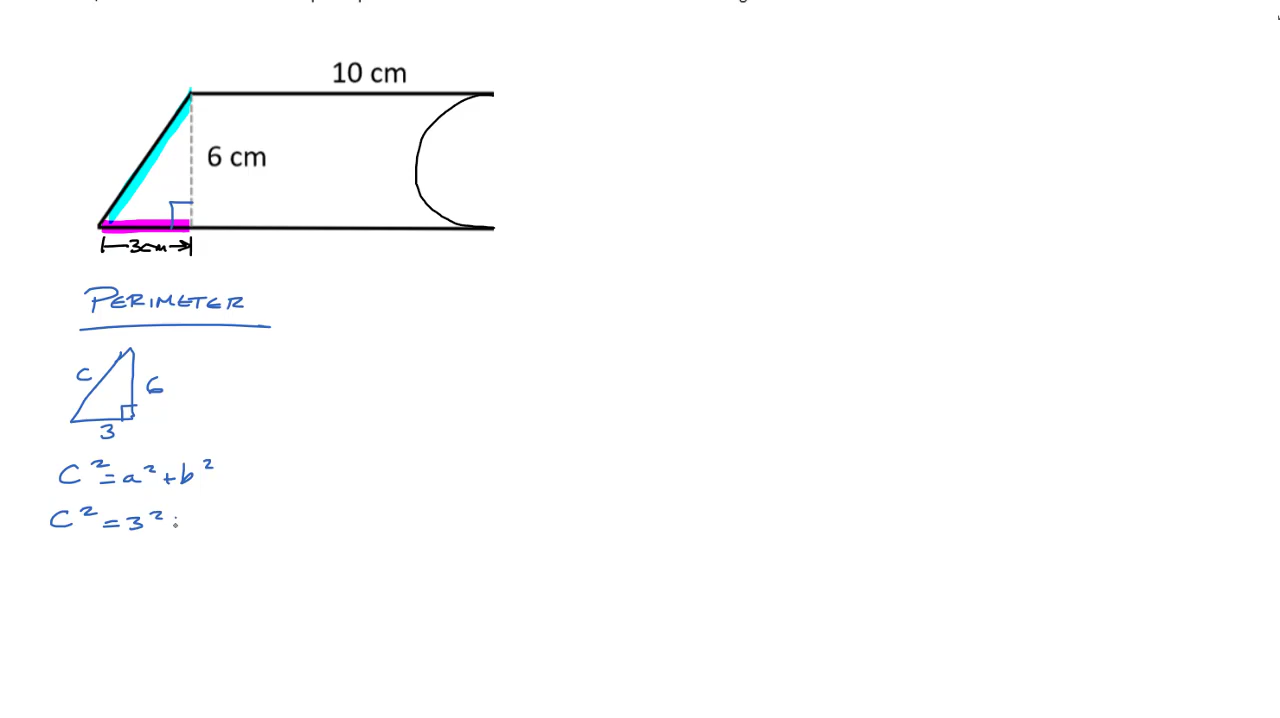 10 cm
6 cm
3cm
PERIMETER
c
6
3
C² = a² + b²
C² = 3²